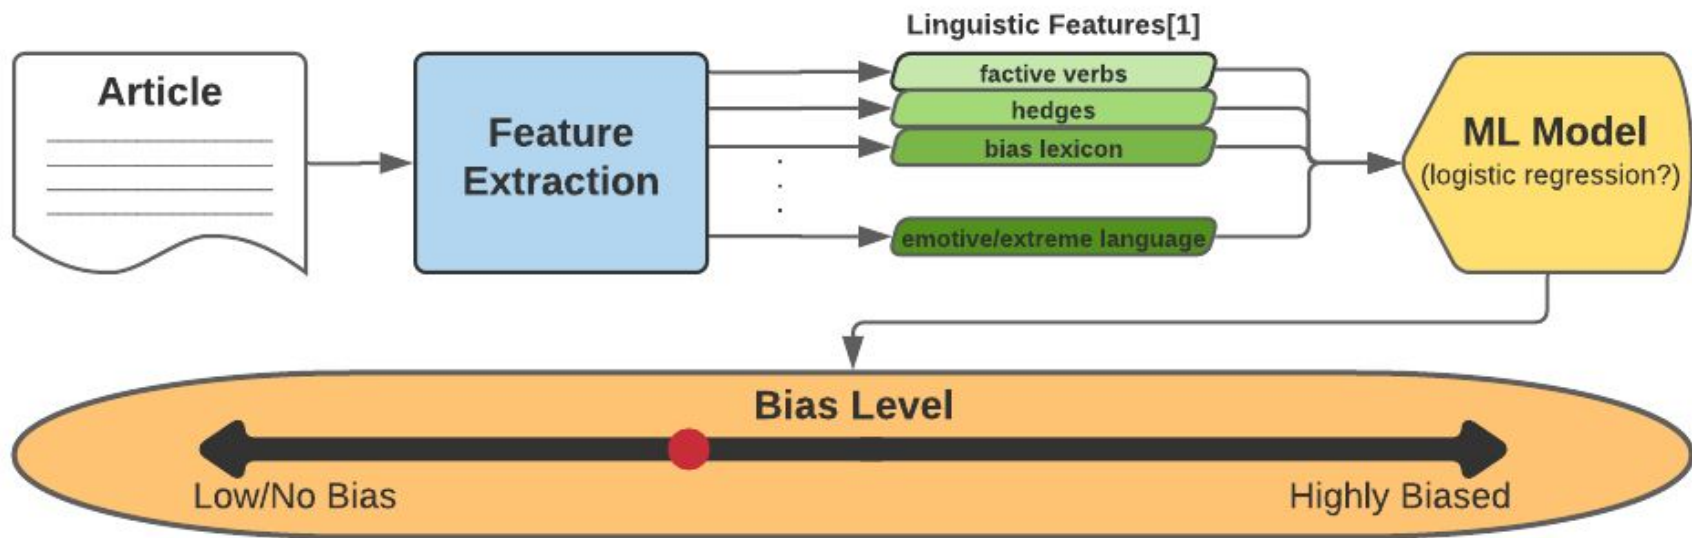 Linguistic Features[1]
Article
Feature
Extraction
factive verbs
hedges
bias lexicon
emotive/extreme language
ML Model
(logistic regression?)
Bias Level
Low/No Bias
Highly Biased